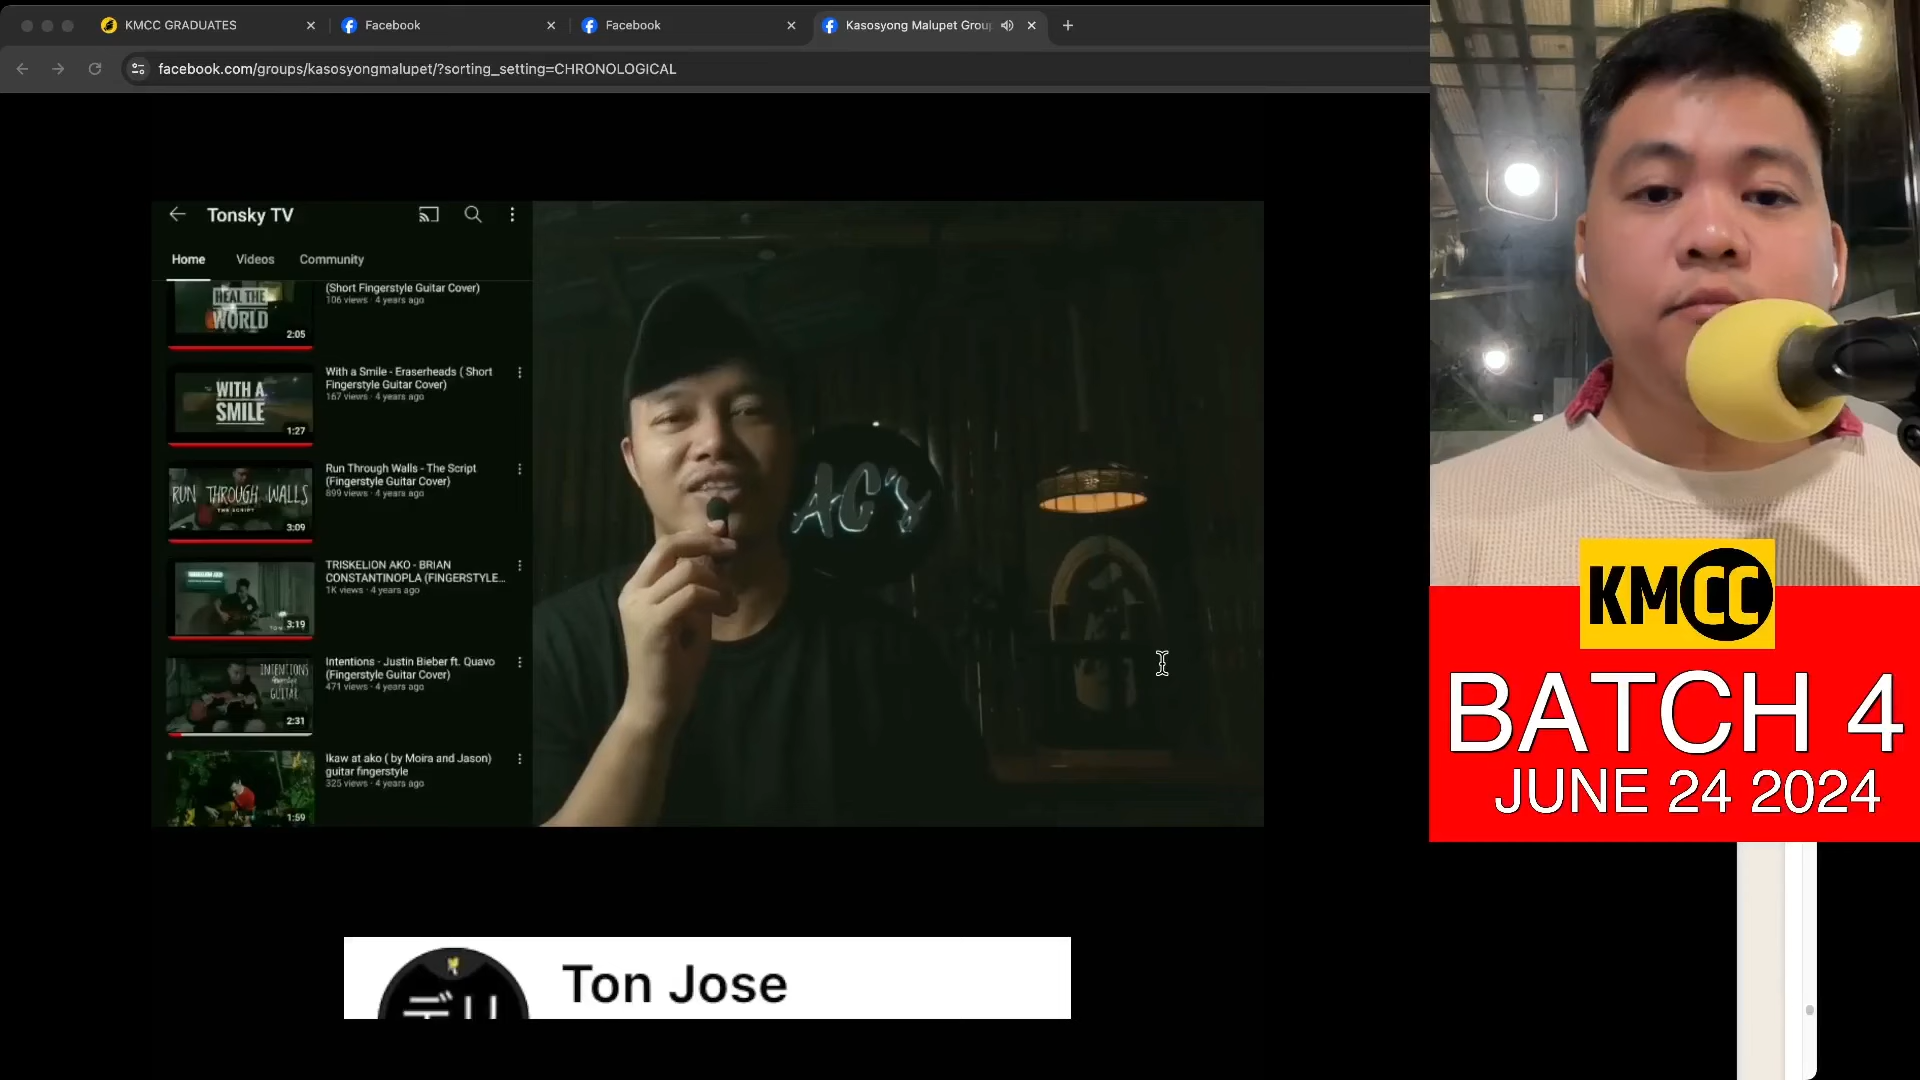 KMCC GRADUATES
Facebook
Facebook
Kasosyong Malupet Grou
facebook.com/groups/kasosyongmalupet/?sorting_setting=CHRONOLOGICAL
Tonsky TV
Home Videos Community
HEAL THE
WORLD
2:05
(Short Fingerstyle Guitar Cover)
106 views · 4 years ago
WITH A
SMILE
1:27
With a Smile - Eraserheads ( Short
Fingerstyle Guitar Cover)
167 views · 4 years ago
RUN THROUGH WALLS
THE SCRIPT
3:09
Run Through Walls - The Script
(Fingerstyle Guitar Cover)
899 views · 4 years ago
3:19
TRISKELION AKO - BRIAN
CONSTANTINOPLA (FINGERSTYLE...
1K views · 4 years ago
INTENTIONS
GUITAR
2:31
Intentions - Justin Bieber ft. Quavo
(Fingerstyle Guitar Cover)
471 views · 4 years ago
1:59
Ikaw at ako ( by Moira and Jason)
guitar fingerstyle
325 views · 4 years ago
AC's
Ton Jose
KMCC
BATCH 4
JUNE 24 2024